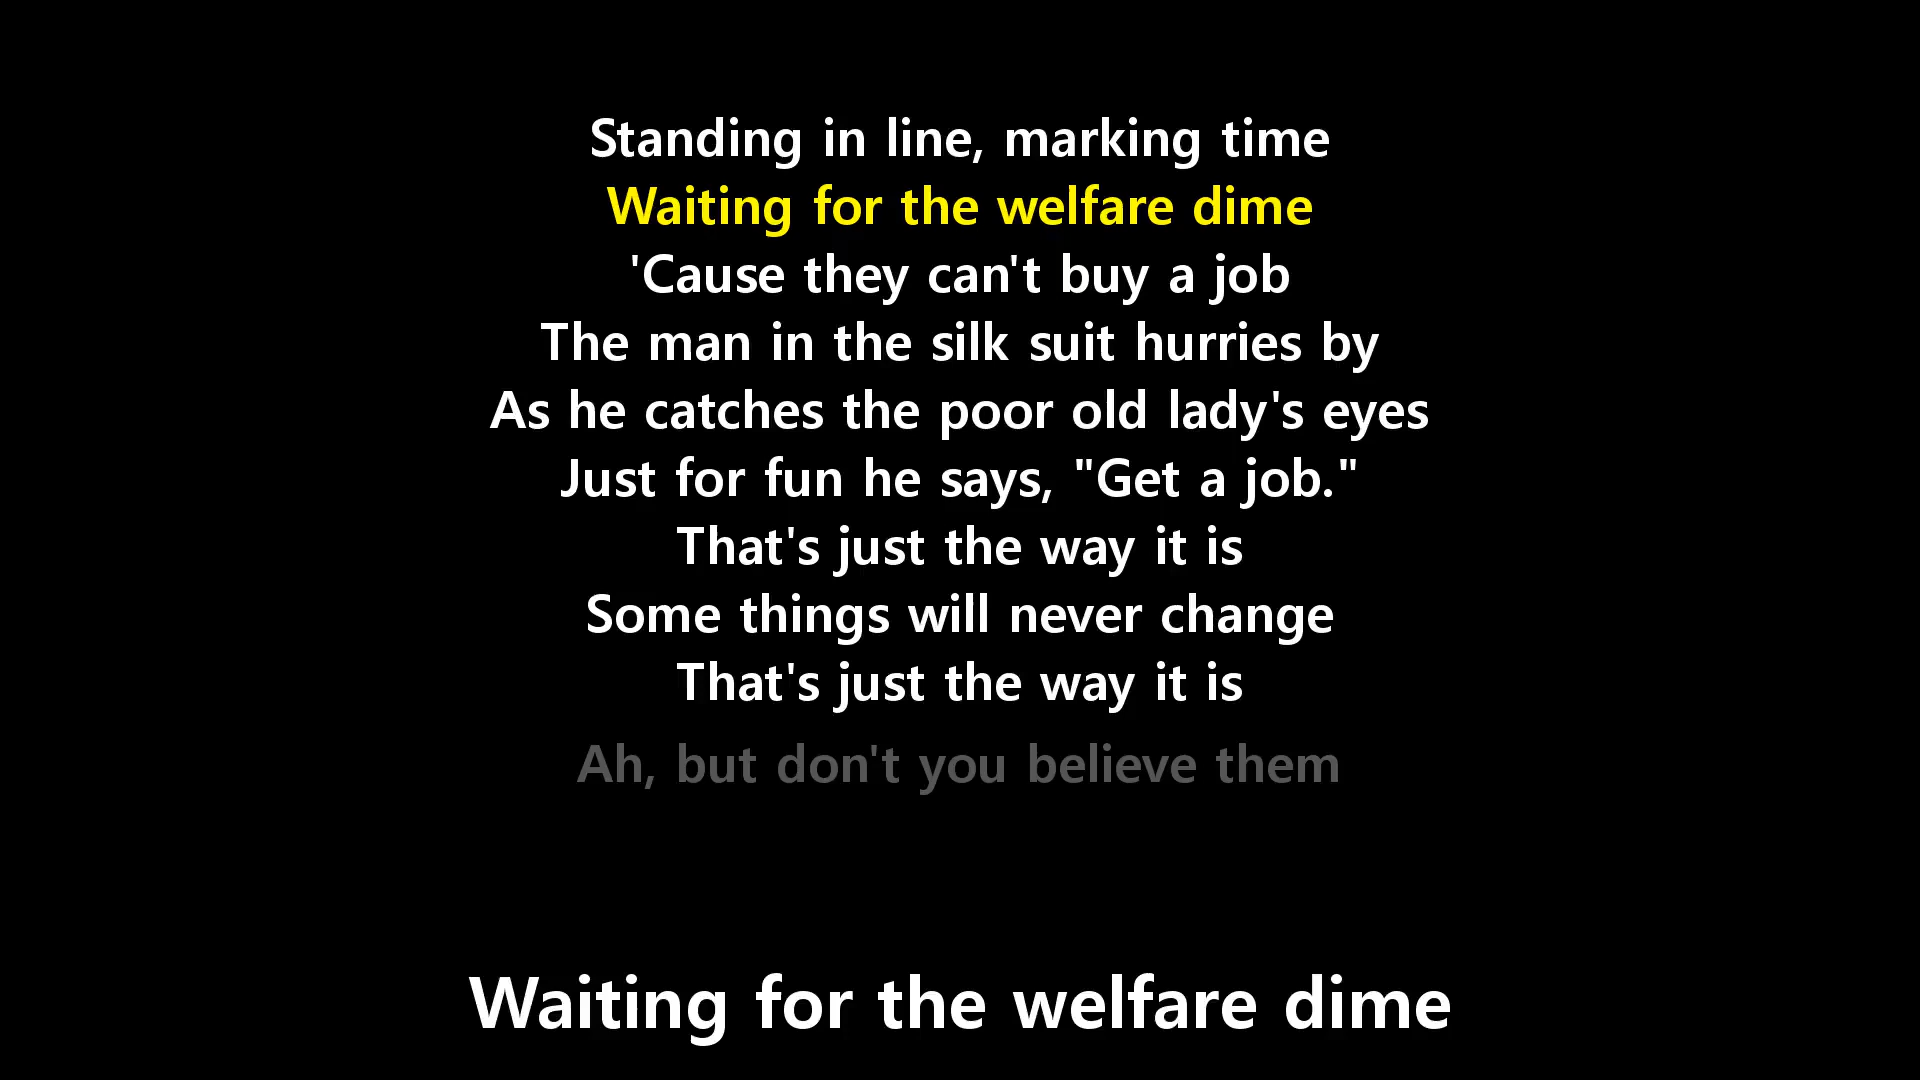 Standing in line, marking time
Waiting for the welfare dime
'Cause they can't buy a job
The man in the silk suit hurries by
As he catches the poor old lady's eyes
Just for fun he says, "Get a job."
That's just the way it is
Some things will never change
That's just the way it is
Ah, but don't you believe them
Waiting for the welfare dime